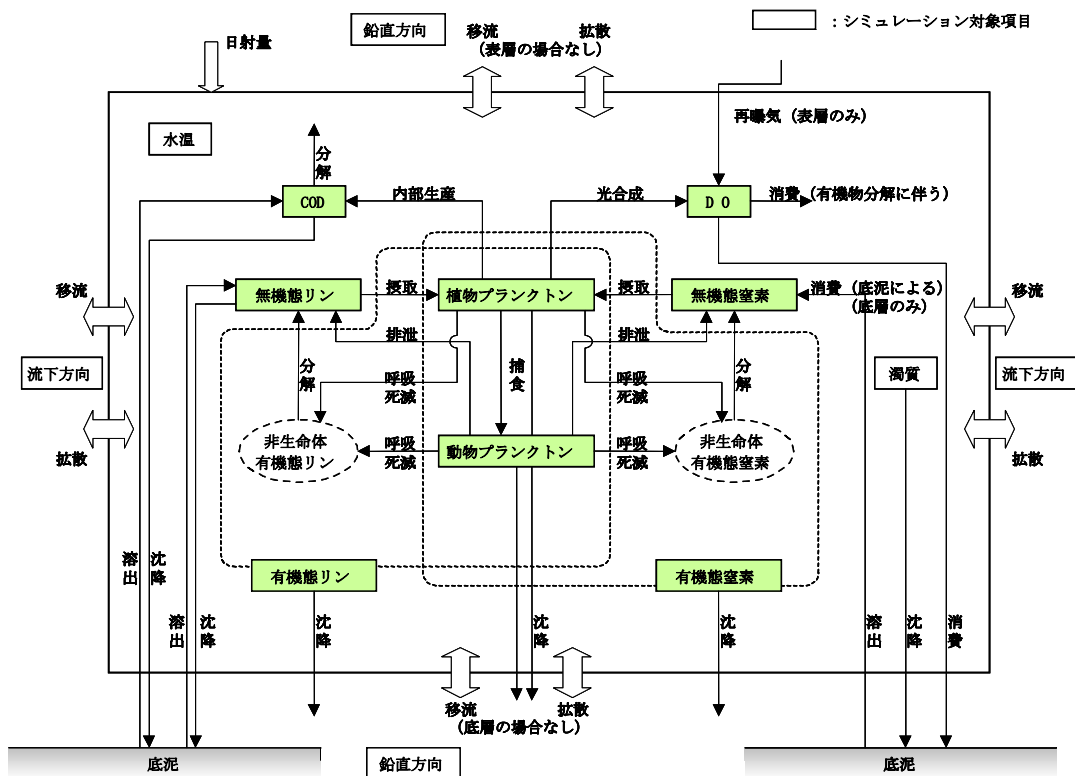 鉛直方向
移流
拡散
(表層の場合なし)
：シミュレーション対象項目
日射量
再曝気（表層のみ）
水温
分解
COD
内部生産
光合成
ＤＯ
消費（有機物分解に伴う）
移流
無機態リン
摂取
植物プランクトン
摂取
無機態窒素
消費（底泥による）
（底層のみ）
移流
流下方向
排泄
排泄
分解
呼吸
死滅
捕食
呼吸
死滅
分解
濁質
流下方向
非生命体
有機態リン
呼吸
死滅
動物プランクトン
呼吸
死滅
非生命体
有機態窒素
拡散
拡散
溶出
沈降
有機態リン
有機態窒素
溶出
沈降
沈降
沈降
沈降
溶出
沈降
消費
移流
拡散
(底層の場合なし)
底泥
鉛直方向
底泥